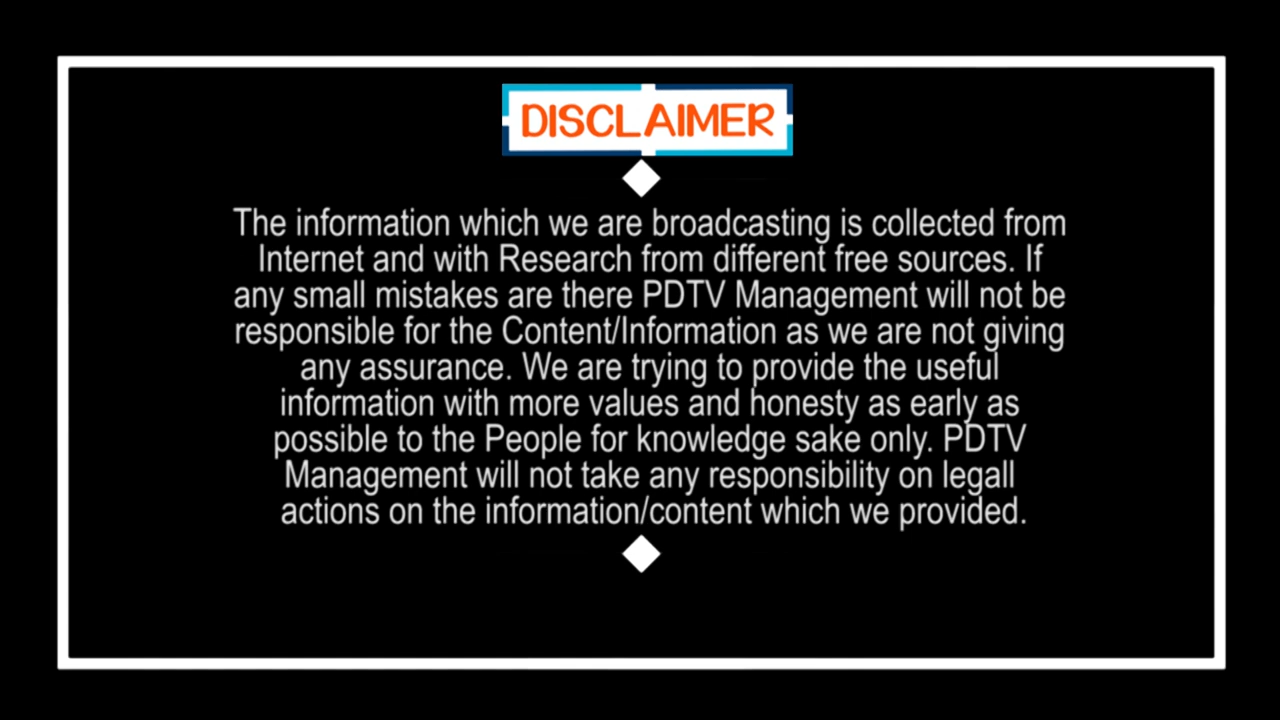 DISCLAIMER
The information which we are broadcasting is collected from
Internet and with Research from different free sources. If
any small mistakes are there PDTV Management will not be
responsible for the Content/Information as we are not giving
any assurance. We are trying to provide the useful
information with more values and honesty as early as
possible to the People for knowledge sake only. PDTV
Management will not take any responsibility on legall
actions on the information/content which we provided.